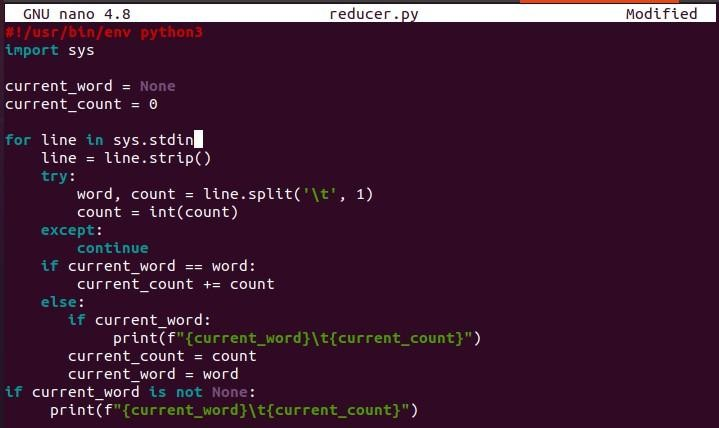 GNU nano 4.8 reducer.py Modified
#!/usr/bin/env python3
import sys

current_word = None
current_count = 0

for line in sys.stdin
    line = line.strip()
    try:
        word, count = line.split('\t', 1)
        count = int(count)
    except:
        continue
    if current_word == word:
        current_count += count
    else:
       if current_word:
            print(f"{current_word}\t{current_count}")
       current_count = count
       current_word = word
if current_word is not None:
     print(f"{current_word}\t{current_count}")